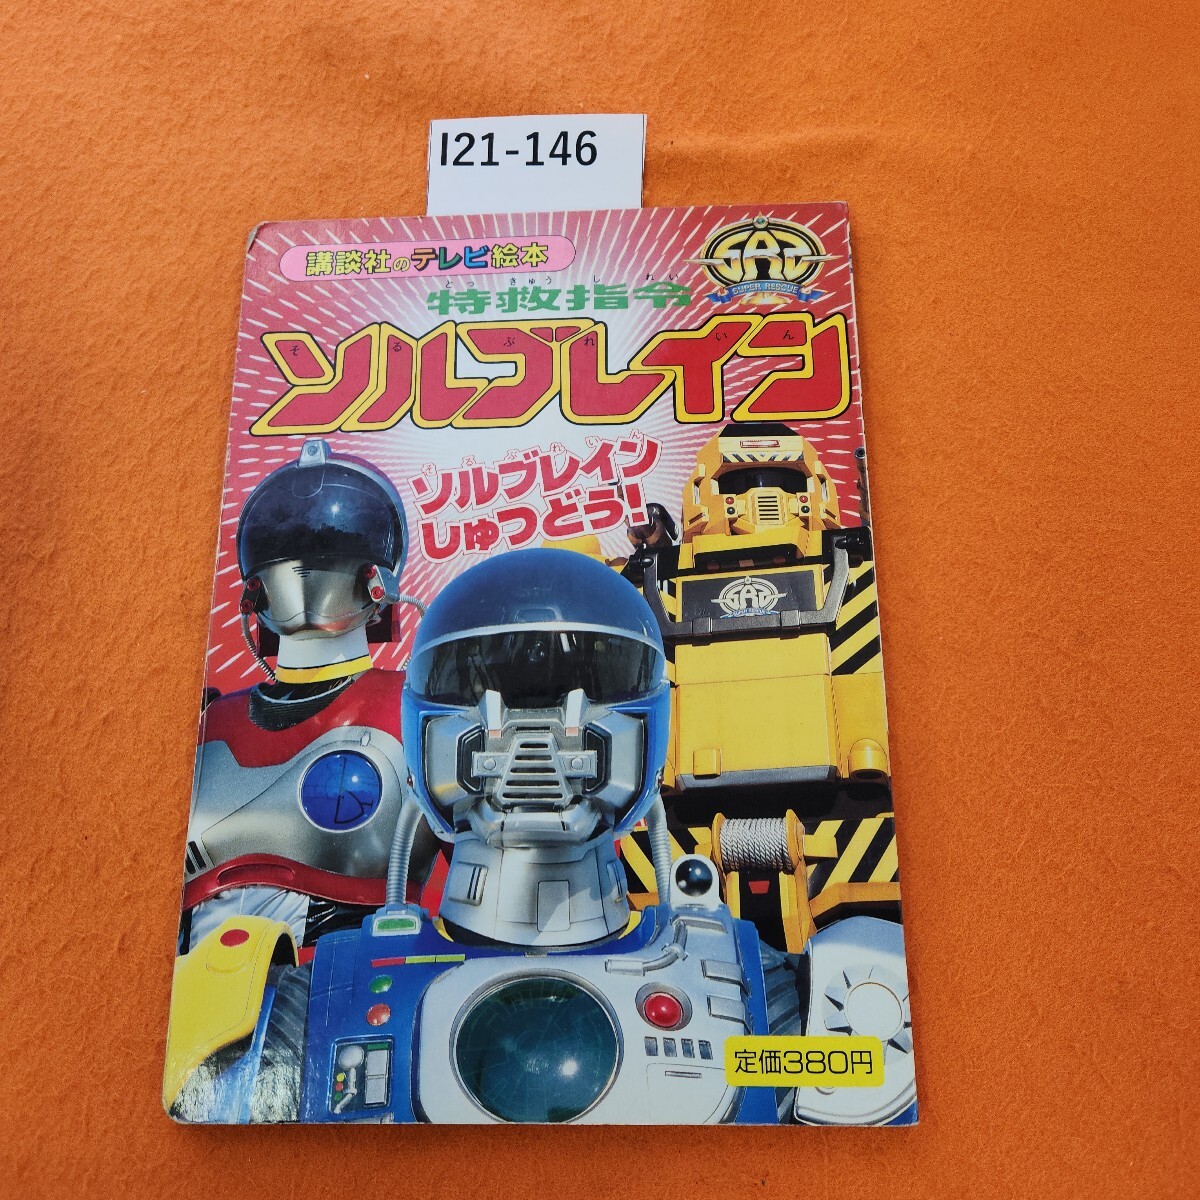 I21-146
講談社のテレビ絵本
SUPER RESCUE
とっ きゅう し れい
特救指令
そ る ぶ れ い ん
ソルブレイン
そるぶれいん
ソルブレイン
しゅつどう!
定価380円